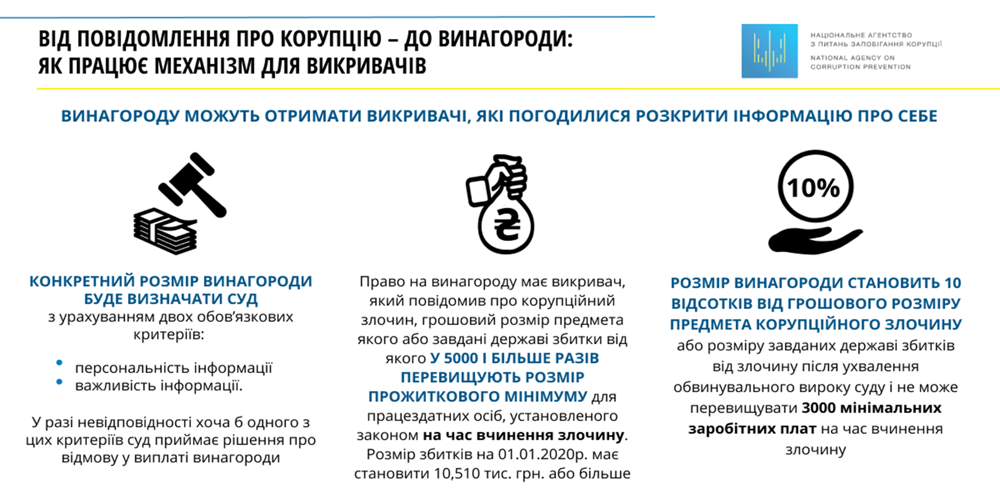 ВІД ПОВІДОМЛЕННЯ ПРО КОРУПЦІЮ – ДО ВИНАГОРОДИ:
ЯК ПРАЦЮЄ МЕХАНІЗМ ДЛЯ ВИКРИВАЧІВ
НАЦІОНАЛЬНЕ АГЕНТСТВО
З ПИТАНЬ ЗАПОБІГАННЯ КОРУПЦІЇ
NATIONAL AGENCY ON
CORRUPTION PREVENTION
ВИНАГОРОДУ МОЖУТЬ ОТРИМАТИ ВИКРИВАЧІ, ЯКІ ПОГОДИЛИСЯ РОЗКРИТИ ІНФОРМАЦІЮ ПРО СЕБЕ
КОНКРЕТНИЙ РОЗМІР ВИНАГОРОДИ
БУДЕ ВИЗНАЧАТИ СУД
з урахуванням двох обов’язкових
критеріїв:
• персональність інформації
• важливість інформації.
У разі невідповідності хоча б одного з
цих критеріїв суд приймає рішення про
відмову у виплаті винагороди
₴
Право на винагороду має викривач,
який повідомив про корупційний
злочин, грошовий розмір предмета
якого або завдані державі збитки від
якого У 5000 І БІЛЬШЕ РАЗІВ
ПЕРЕВИЩУЮТЬ РОЗМІР
ПРОЖИТКОВОГО МІНІМУМУ для
працездатних осіб, установленого
законом на час вчинення злочину.
Розмір збитків на 01.01.2020р. має
становити 10,510 тис. грн. або більше
10%
РОЗМІР ВИНАГОРОДИ СТАНОВИТЬ 10
ВІДСОТКІВ ВІД ГРОШОВОГО РОЗМІРУ
ПРЕДМЕТА КОРУПЦІЙНОГО ЗЛОЧИНУ
або розміру завданих державі збитків
від злочину після ухвалення
обвинувального вироку суду і не може
перевищувати 3000 мінімальних
заробітних плат на час вчинення
злочину